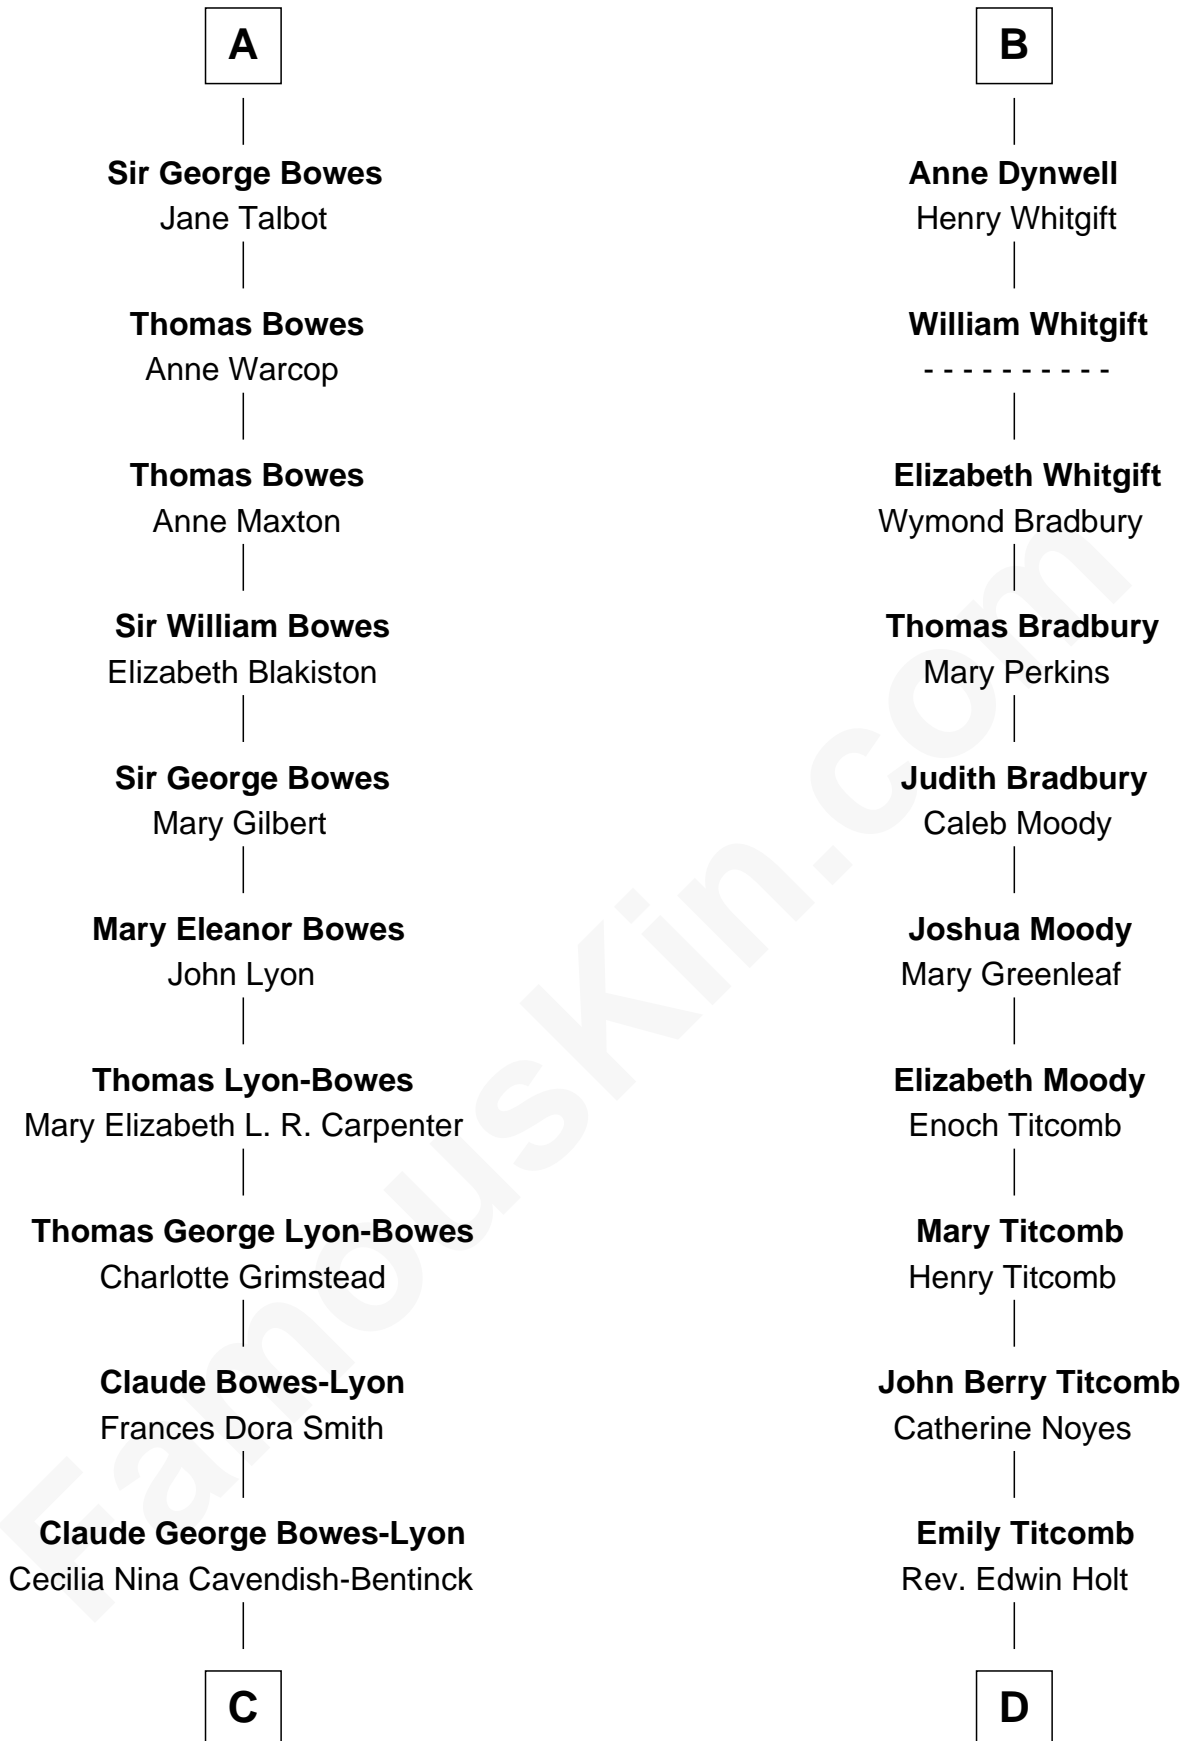 A
Sir George Bowes
Jane Talbot
Thomas Bowes
Anne Warcop
Thomas Bowes
Anne Maxton
Sir William Bowes
Elizabeth Blakiston
Sir George Bowes
Mary Gilbert
Mary Eleanor Bowes
John Lyon
Thomas Lyon-Bowes
Mary Elizabeth L. R. Carpenter
Thomas George Lyon-Bowes
Charlotte Grimstead
Claude Bowes-Lyon
Frances Dora Smith
Claude George Bowes-Lyon
Cecilia Nina Cavendish-Bentinck
C
B
Anne Dynwell
Henry Whitgift
William Whitgift
- - - - - - - - - -
Elizabeth Whitgift
Wymond Bradbury
Thomas Bradbury
Mary Perkins
Judith Bradbury
Caleb Moody
Joshua Moody
Mary Greenleaf
Elizabeth Moody
Enoch Titcomb
Mary Titcomb
Henry Titcomb
John Berry Titcomb
Catherine Noyes
Emily Titcomb
Rev. Edwin Holt
D
FamousKin.com